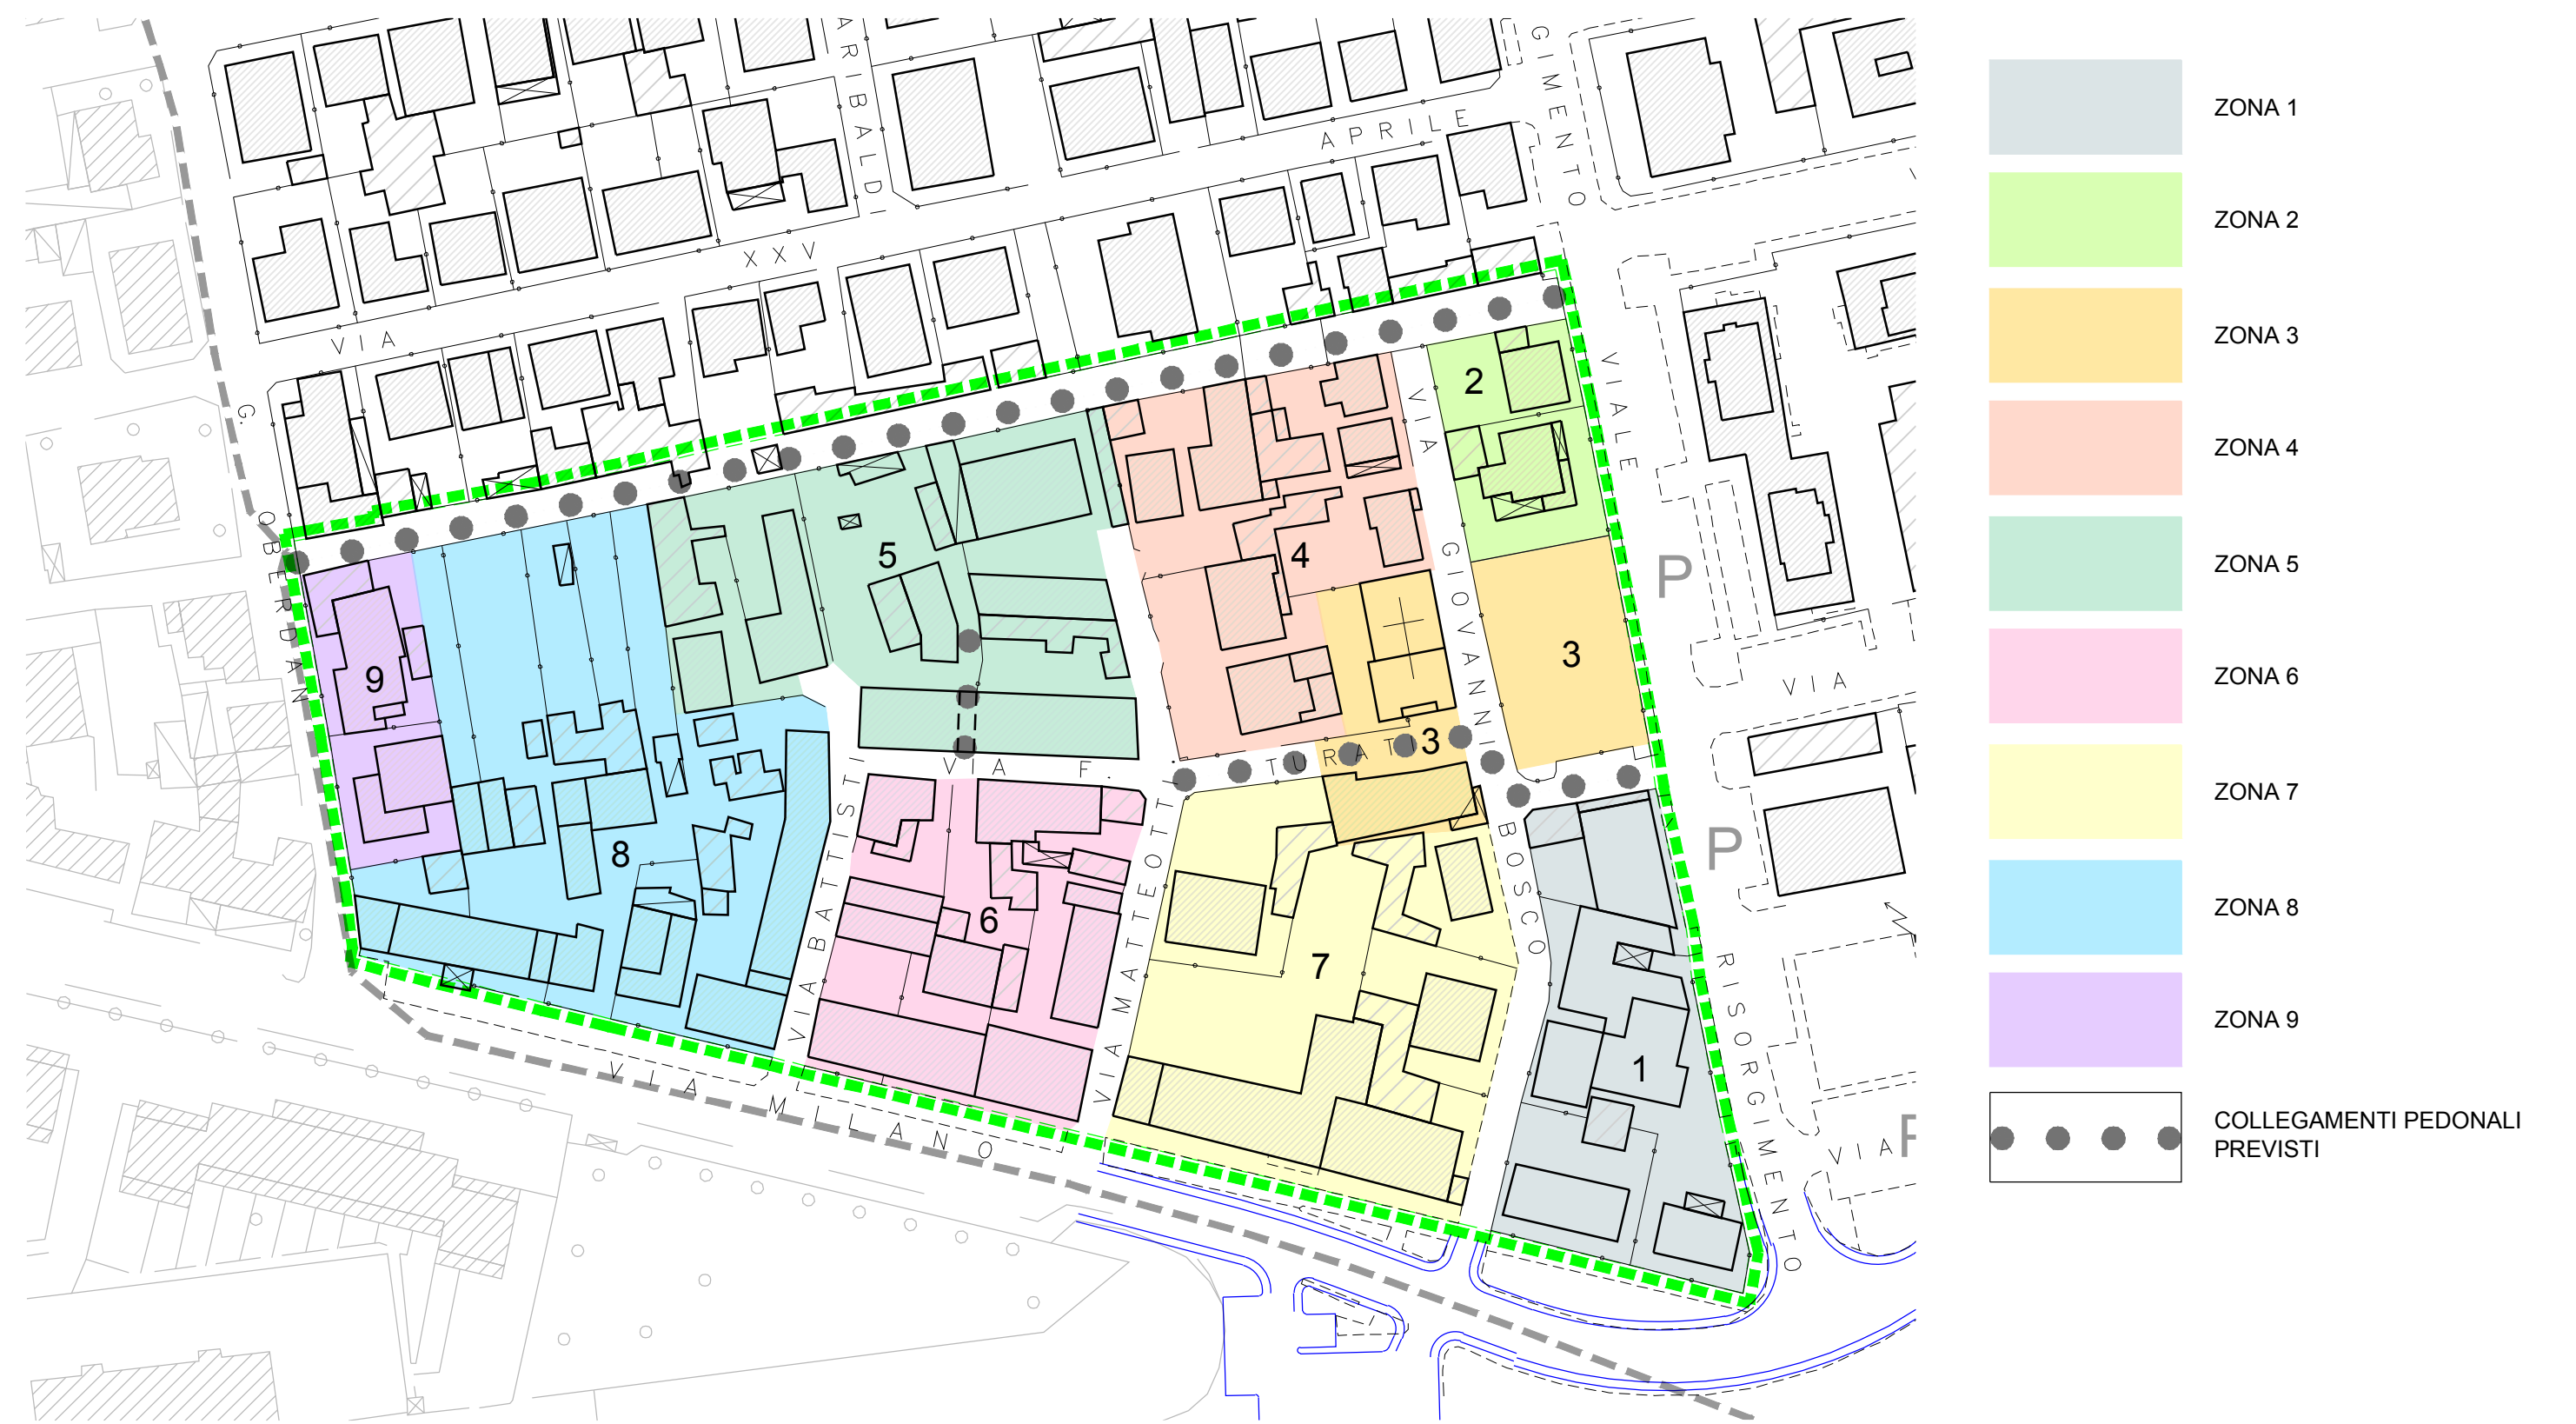 GARIBALDI
GIMENTO
APRILE
XXV
VIA
G. OBERDAN
VIALE
VIA GIOVANNI BOSCO
2
P
5
4
3
9
VIA
3
VIA F. TURATI
P
8
6
7
VIA BATTISTI
VIA MATTEOTTI
RISORGIMENTO
1
VIA MILANO
VIA
P
ZONA 1
ZONA 2
ZONA 3
ZONA 4
ZONA 5
ZONA 6
ZONA 7
ZONA 8
ZONA 9
COLLEGAMENTI PEDONALI
PREVISTI